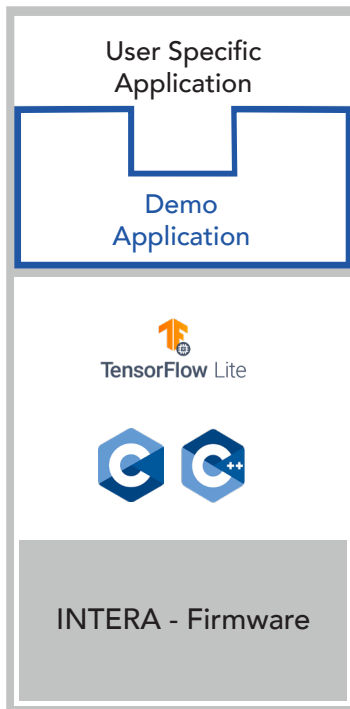 User Specific
Application
Demo
Application
TensorFlow Lite
C C++
INTERA - Firmware